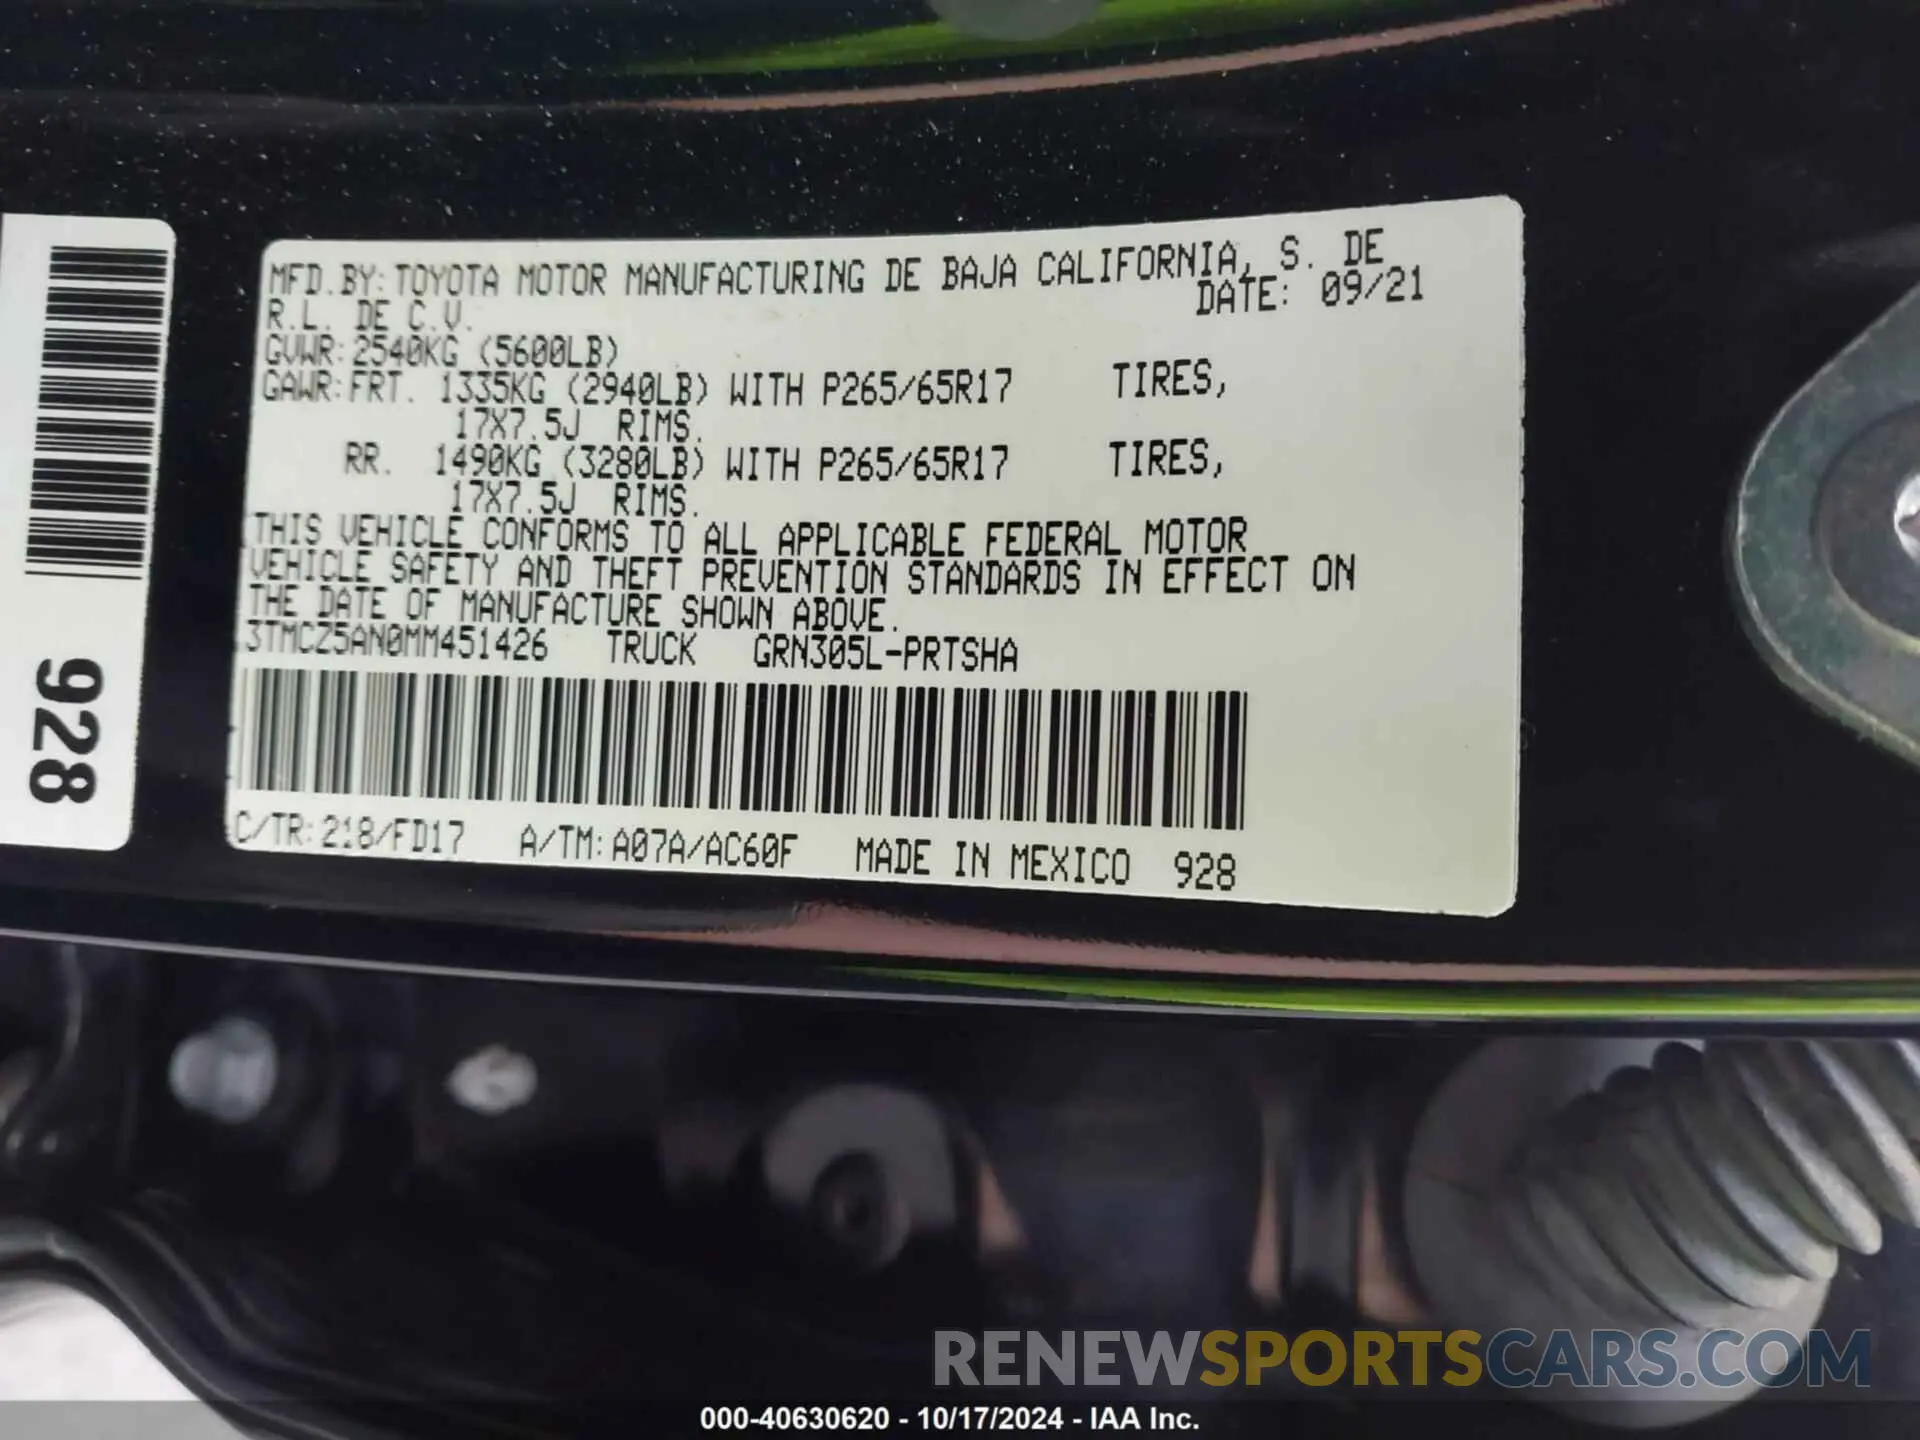 MFD.BY: TOYOTA MOTOR MANUFACTURING DE BAJA CALIFORNIA, S. DE
R.L. DE C.V. DATE: 09/21
GVWR: 2540KG (5600LB)
GAWR: FRT. 1335KG (2940LB) WITH P265/65R17 TIRES,
17X7.5J RIMS.
RR. 1490KG (3280LB) WITH P265/65R17 TIRES,
17X7.5J RIMS.
THIS VEHICLE CONFORMS TO ALL APPLICABLE FEDERAL MOTOR
VEHICLE SAFETY AND THEFT PREVENTION STANDARDS IN EFFECT ON
THE DATE OF MANUFACTURE SHOWN ABOVE.
3TMCZ5AN0MM451426 TRUCK GRN305L-PRTSHA
C/TR: 218/FD17 A/TM: A07A/AC60F MADE IN MEXICO 928
928
RENEWSPORTSCARS.COM
000-40630620 - 10/17/2024 - IAA Inc.